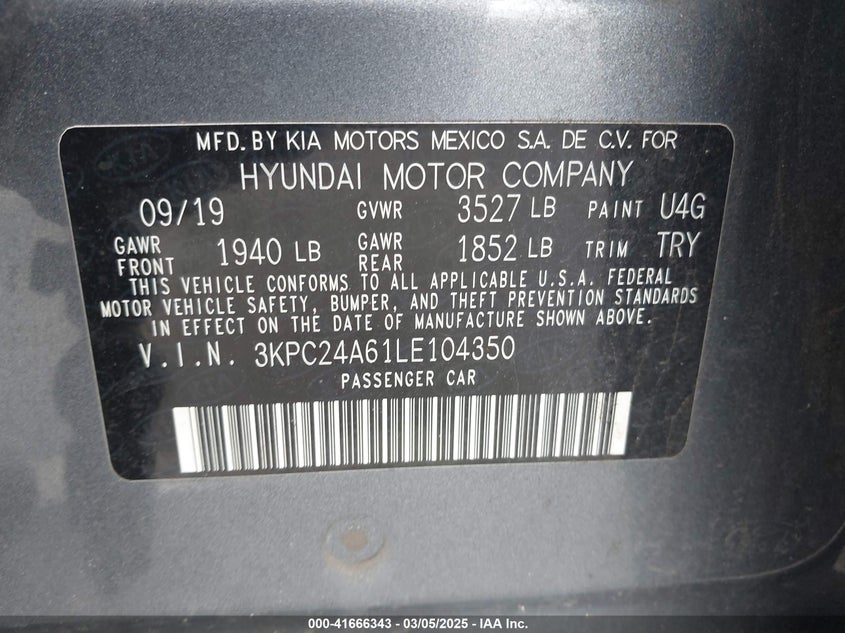 MFD. BY KIA MOTORS MEXICO S.A. DE C.V. FOR
HYUNDAI MOTOR COMPANY
09/19 GVWR 3527 LB PAINT U4G
GAWR FRONT 1940 LB GAWR REAR 1852 LB TRIM TRY
THIS VEHICLE CONFORMS TO ALL APPLICABLE U.S.A. FEDERAL
MOTOR VEHICLE SAFETY, BUMPER, AND THEFT PREVENTION STANDARDS
IN EFFECT ON THE DATE OF MANUFACTURE SHOWN ABOVE.
V.I.N. 3KPC24A61LE104350
PASSENGER CAR
000-41666343 - 03/05/2025 - IAA Inc.